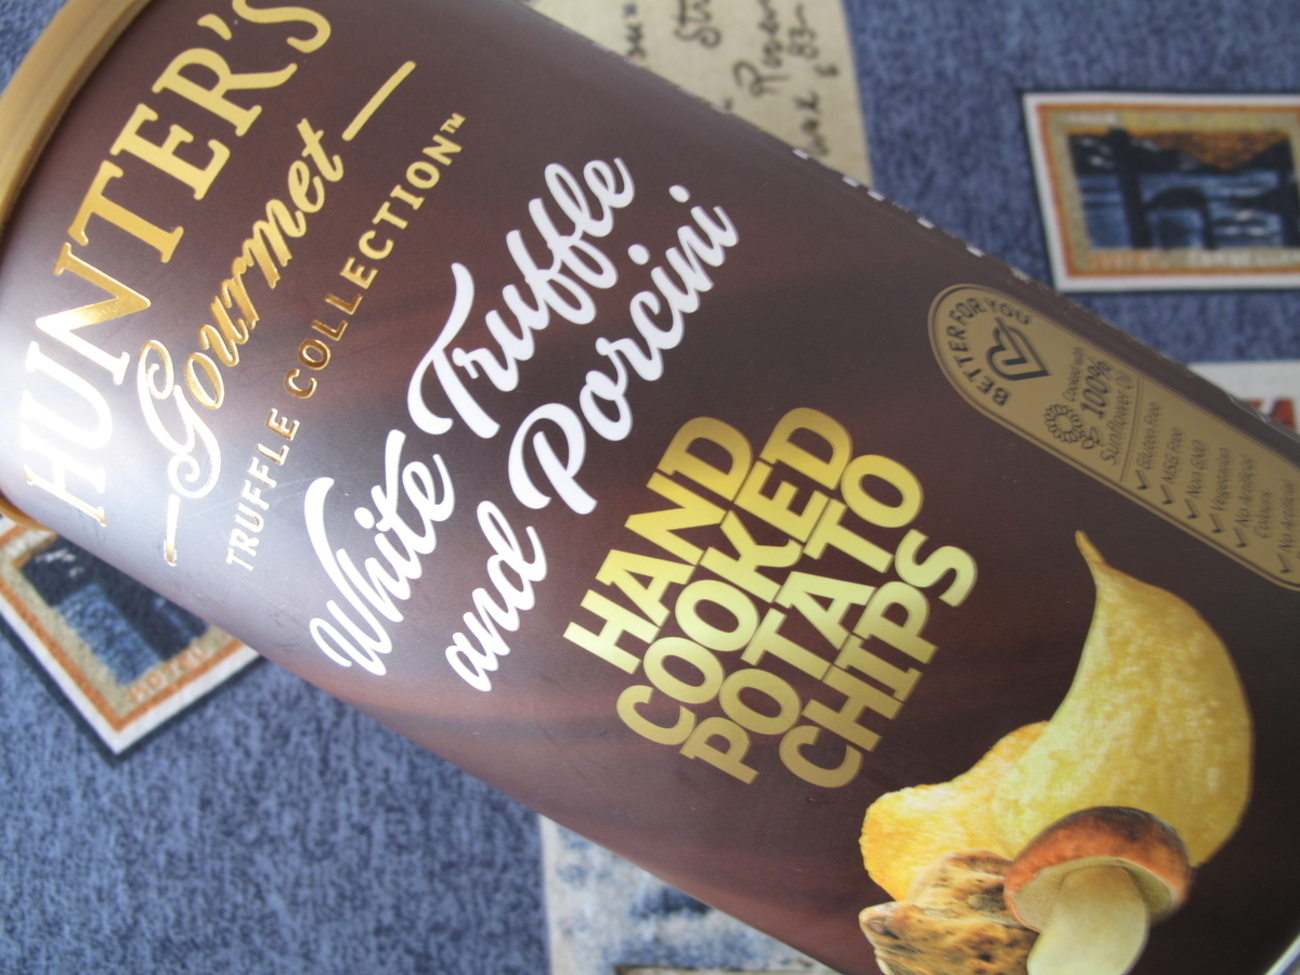 HUNTER'S
Gourmet
TRUFFLE COLLECTION™
White Truffle
and Porcini
HAND
COOKED
POTATO
CHIPS
BETTER FOR YOU
Cooked with
100%
Sunflower Oil
✓ Gluten Free
✓ MSG Free
✓ Non GMO
✓ Vegetarian
✓ No Artificial
Colours
✓ No Artificial